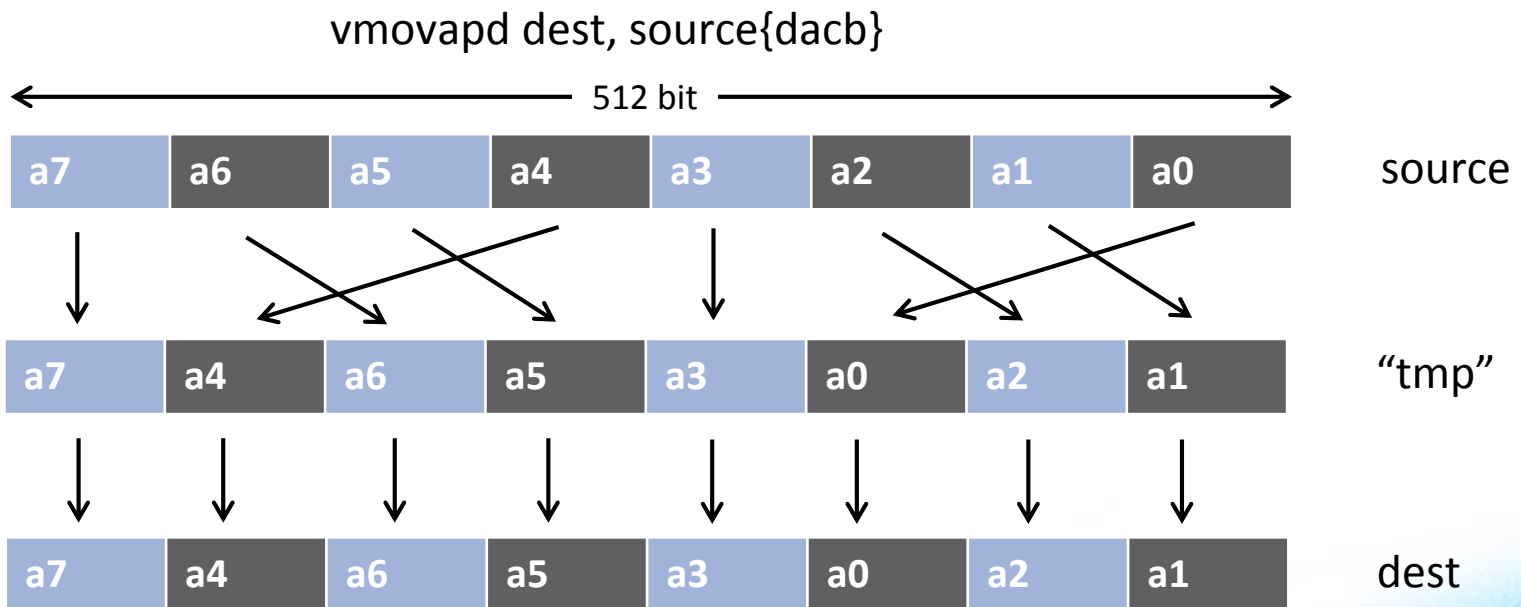 vmovapd dest, source{dacb}
512 bit
a7 a6 a5 a4 a3 a2 a1 a0 source
a7 a4 a6 a5 a3 a0 a2 a1 “tmp”
a7 a4 a6 a5 a3 a0 a2 a1 dest